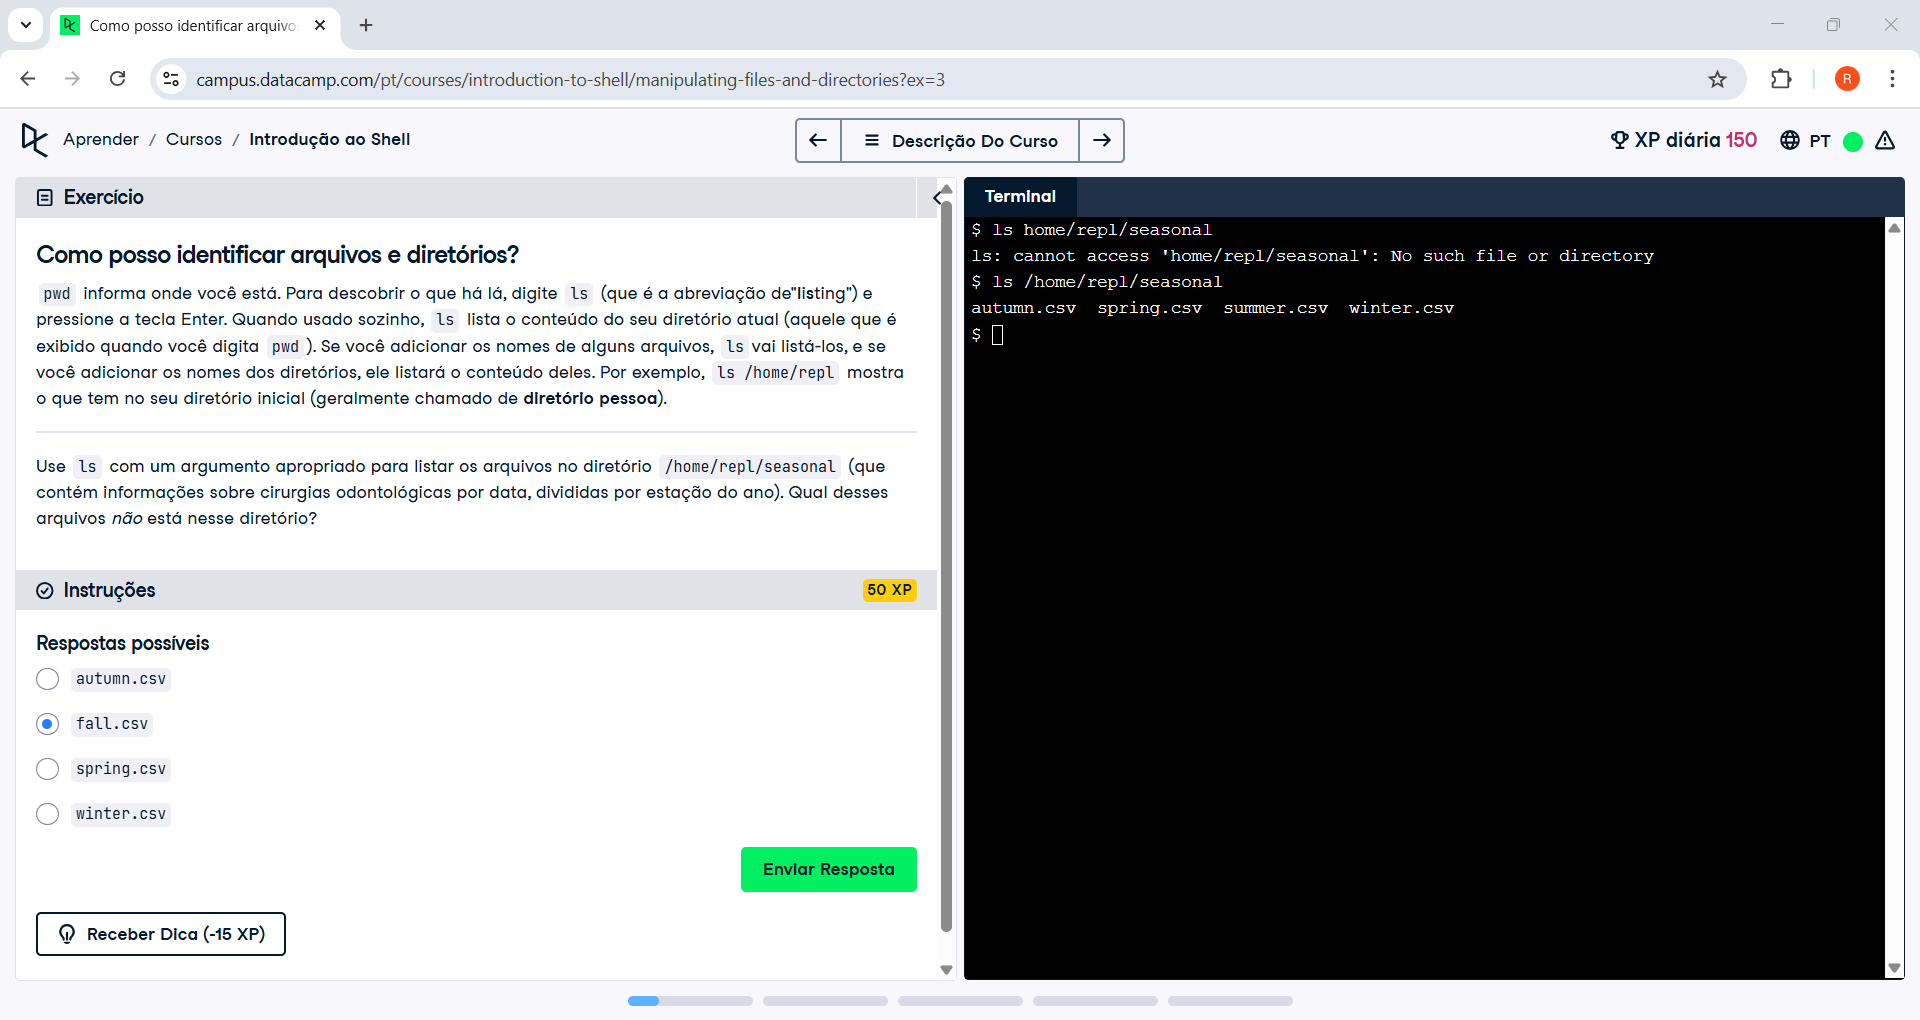 Como posso identificar arquivo
campus.datacamp.com/pt/courses/introduction-to-shell/manipulating-files-and-directories?ex=3
R
Aprender / Cursos / Introdução ao Shell
Descrição Do Curso
XP diária 150
PT
Exercício
Como posso identificar arquivos e diretórios?
pwd informa onde você está. Para descobrir o que há lá, digite ls (que é a abreviação de"listing") e
pressione a tecla Enter. Quando usado sozinho, ls lista o conteúdo do seu diretório atual (aquele que é
exibido quando você digita pwd ). Se você adicionar os nomes de alguns arquivos, ls vai listá-los, e se
você adicionar os nomes dos diretórios, ele listará o conteúdo deles. Por exemplo, ls /home/repl mostra
o que tem no seu diretório inicial (geralmente chamado de diretório pessoa).
Use ls com um argumento apropriado para listar os arquivos no diretório /home/repl/seasonal (que
contém informações sobre cirurgias odontológicas por data, divididas por estação do ano). Qual desses
arquivos não está nesse diretório?
Instruções
50 XP
Respostas possíveis
autumn.csv
fall.csv
spring.csv
winter.csv
Enviar Resposta
Receber Dica (-15 XP)
Terminal
$ ls home/repl/seasonal
ls: cannot access 'home/repl/seasonal': No such file or directory
$ ls /home/repl/seasonal
autumn.csv  spring.csv  summer.csv  winter.csv
$